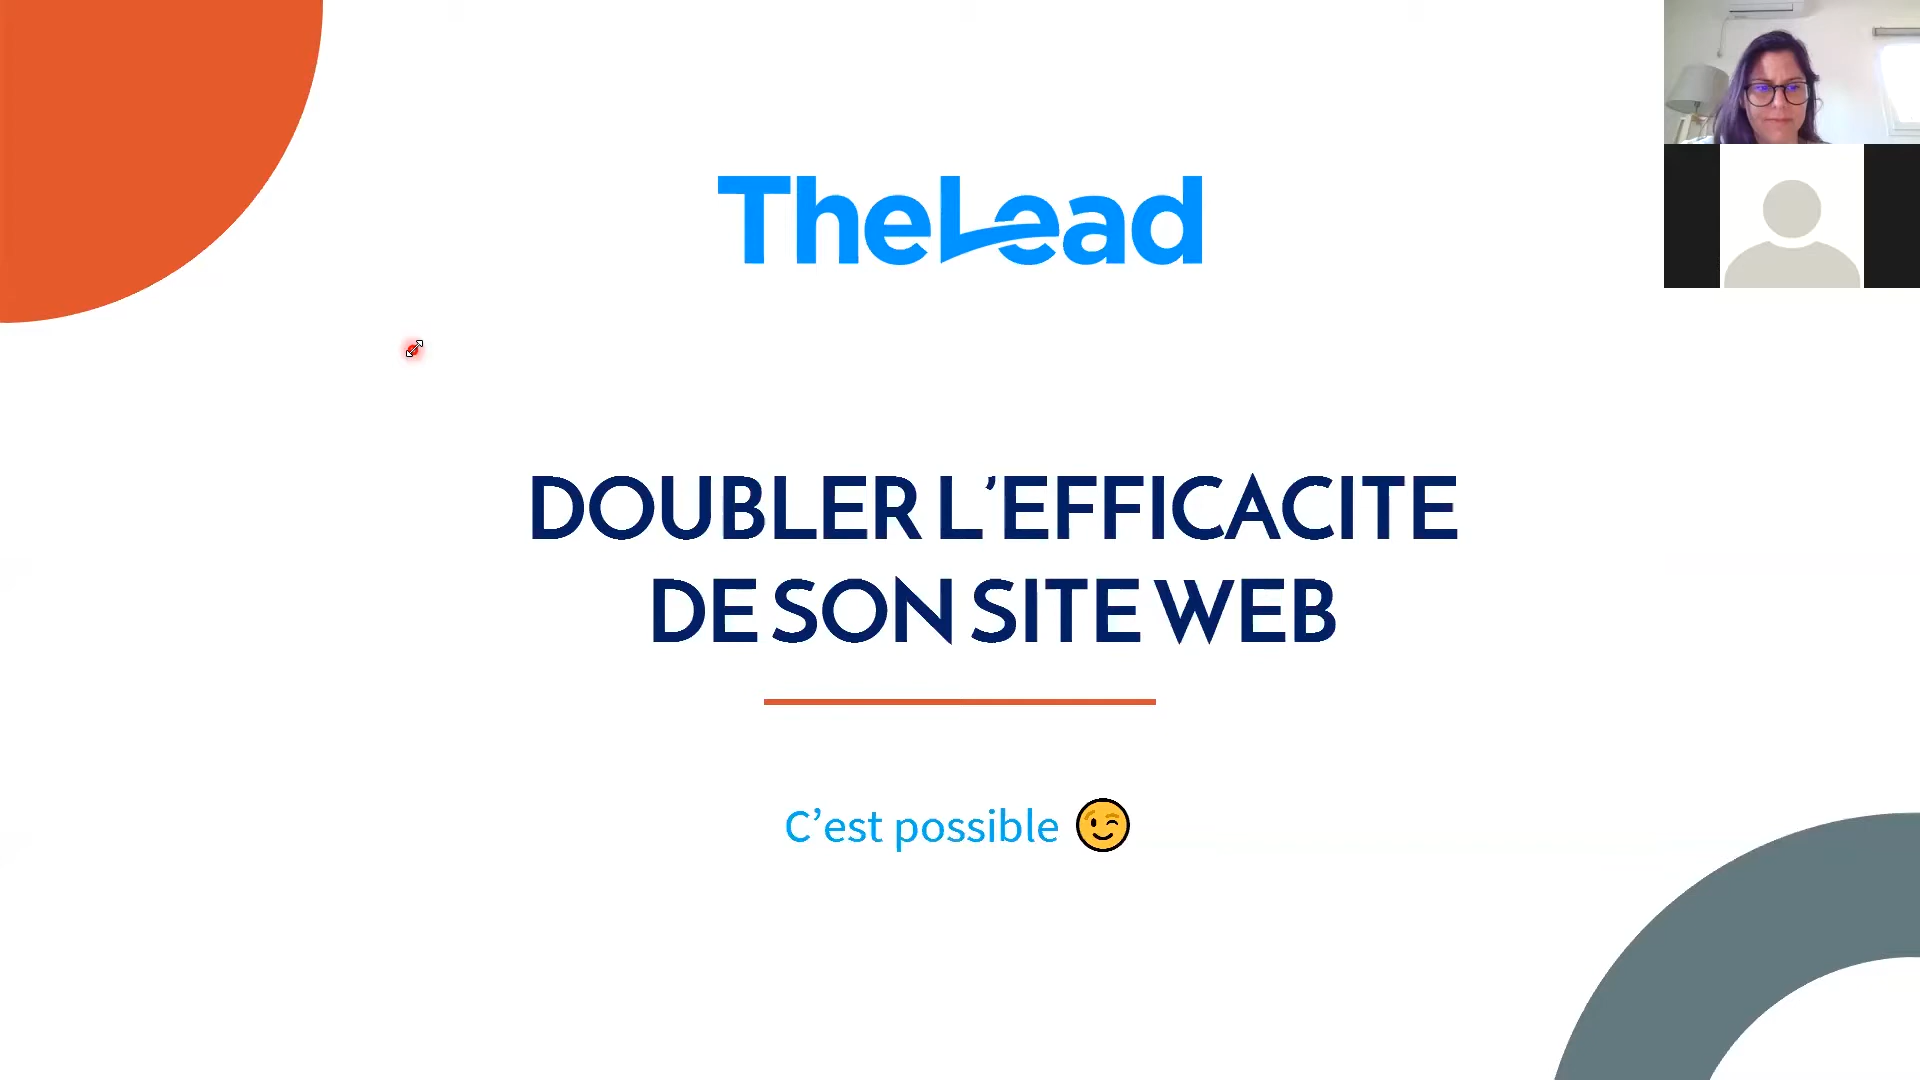 TheLead
DOUBLER L’EFFICACITE
DE SON SITE WEB
C’est possible 😉